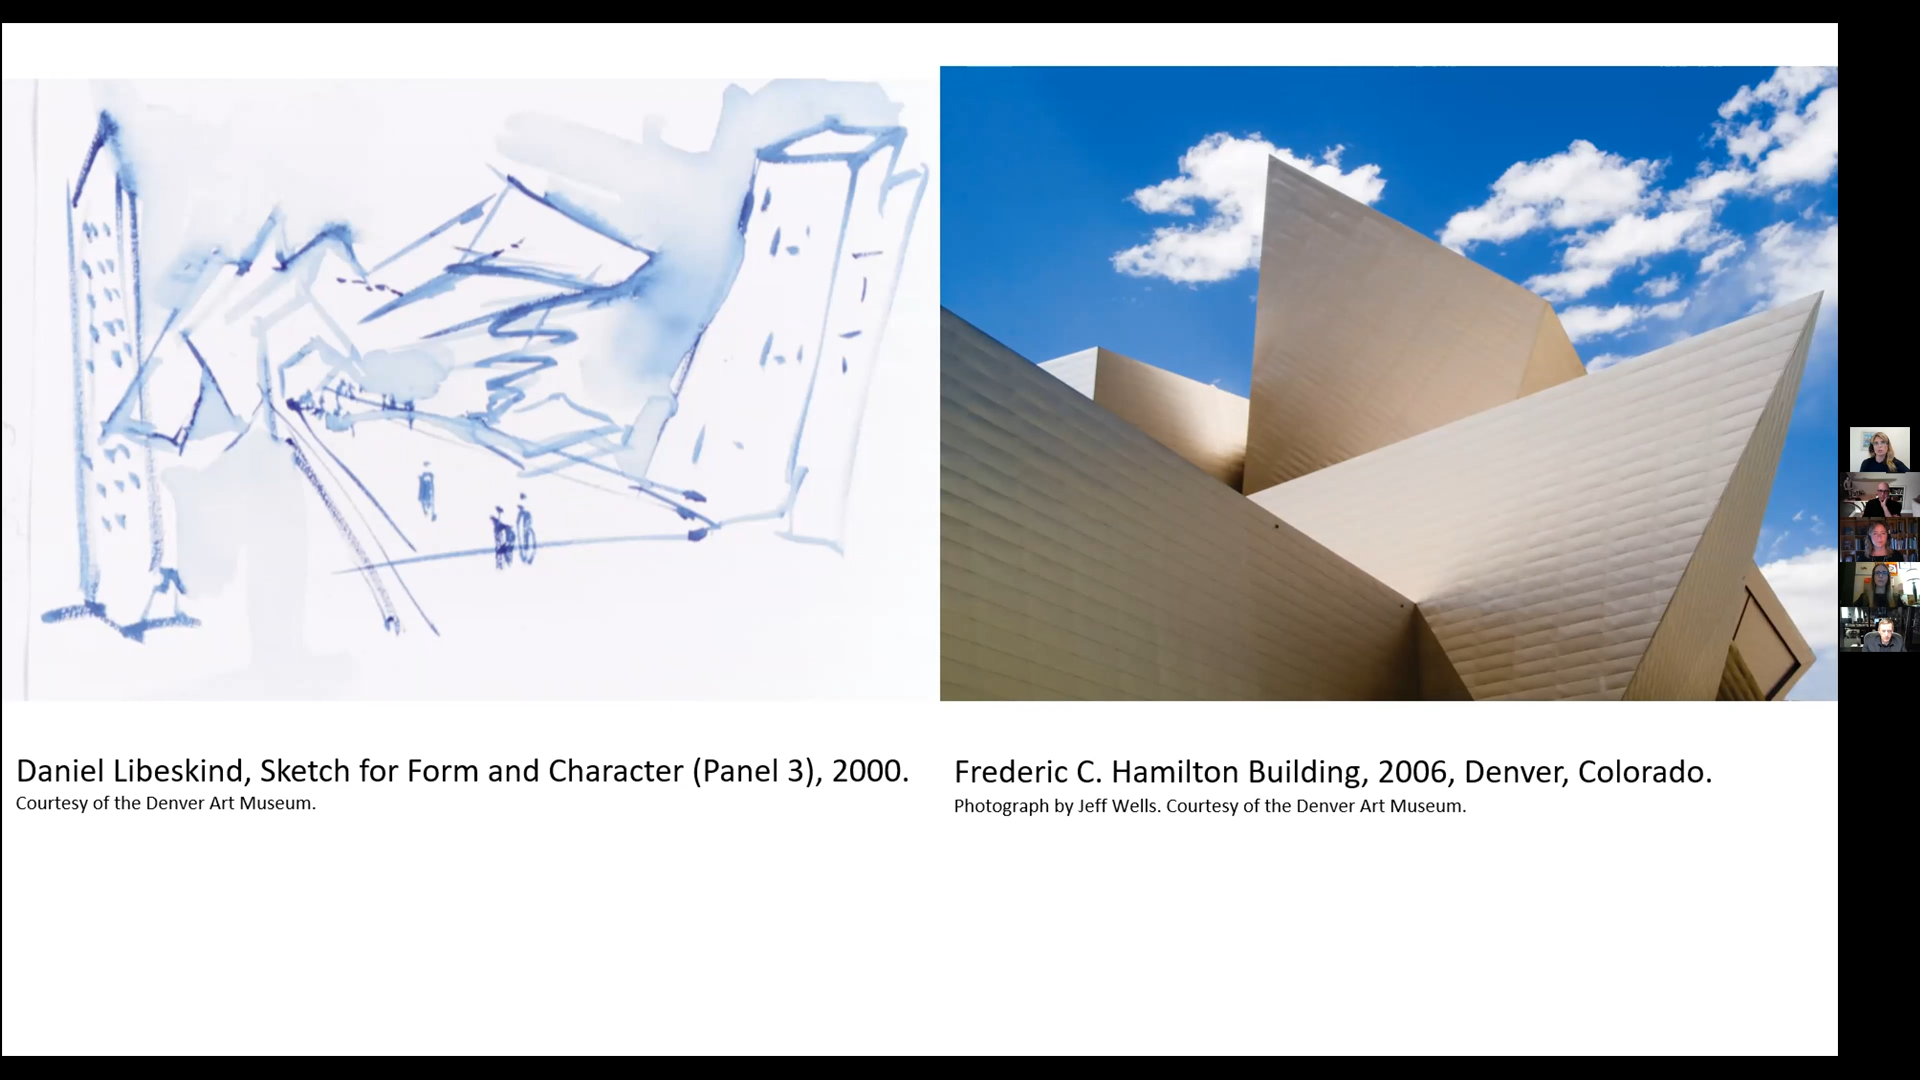 Daniel Libeskind, Sketch for Form and Character (Panel 3), 2000.
Courtesy of the Denver Art Museum.
Frederic C. Hamilton Building, 2006, Denver, Colorado.
Photograph by Jeff Wells. Courtesy of the Denver Art Museum.